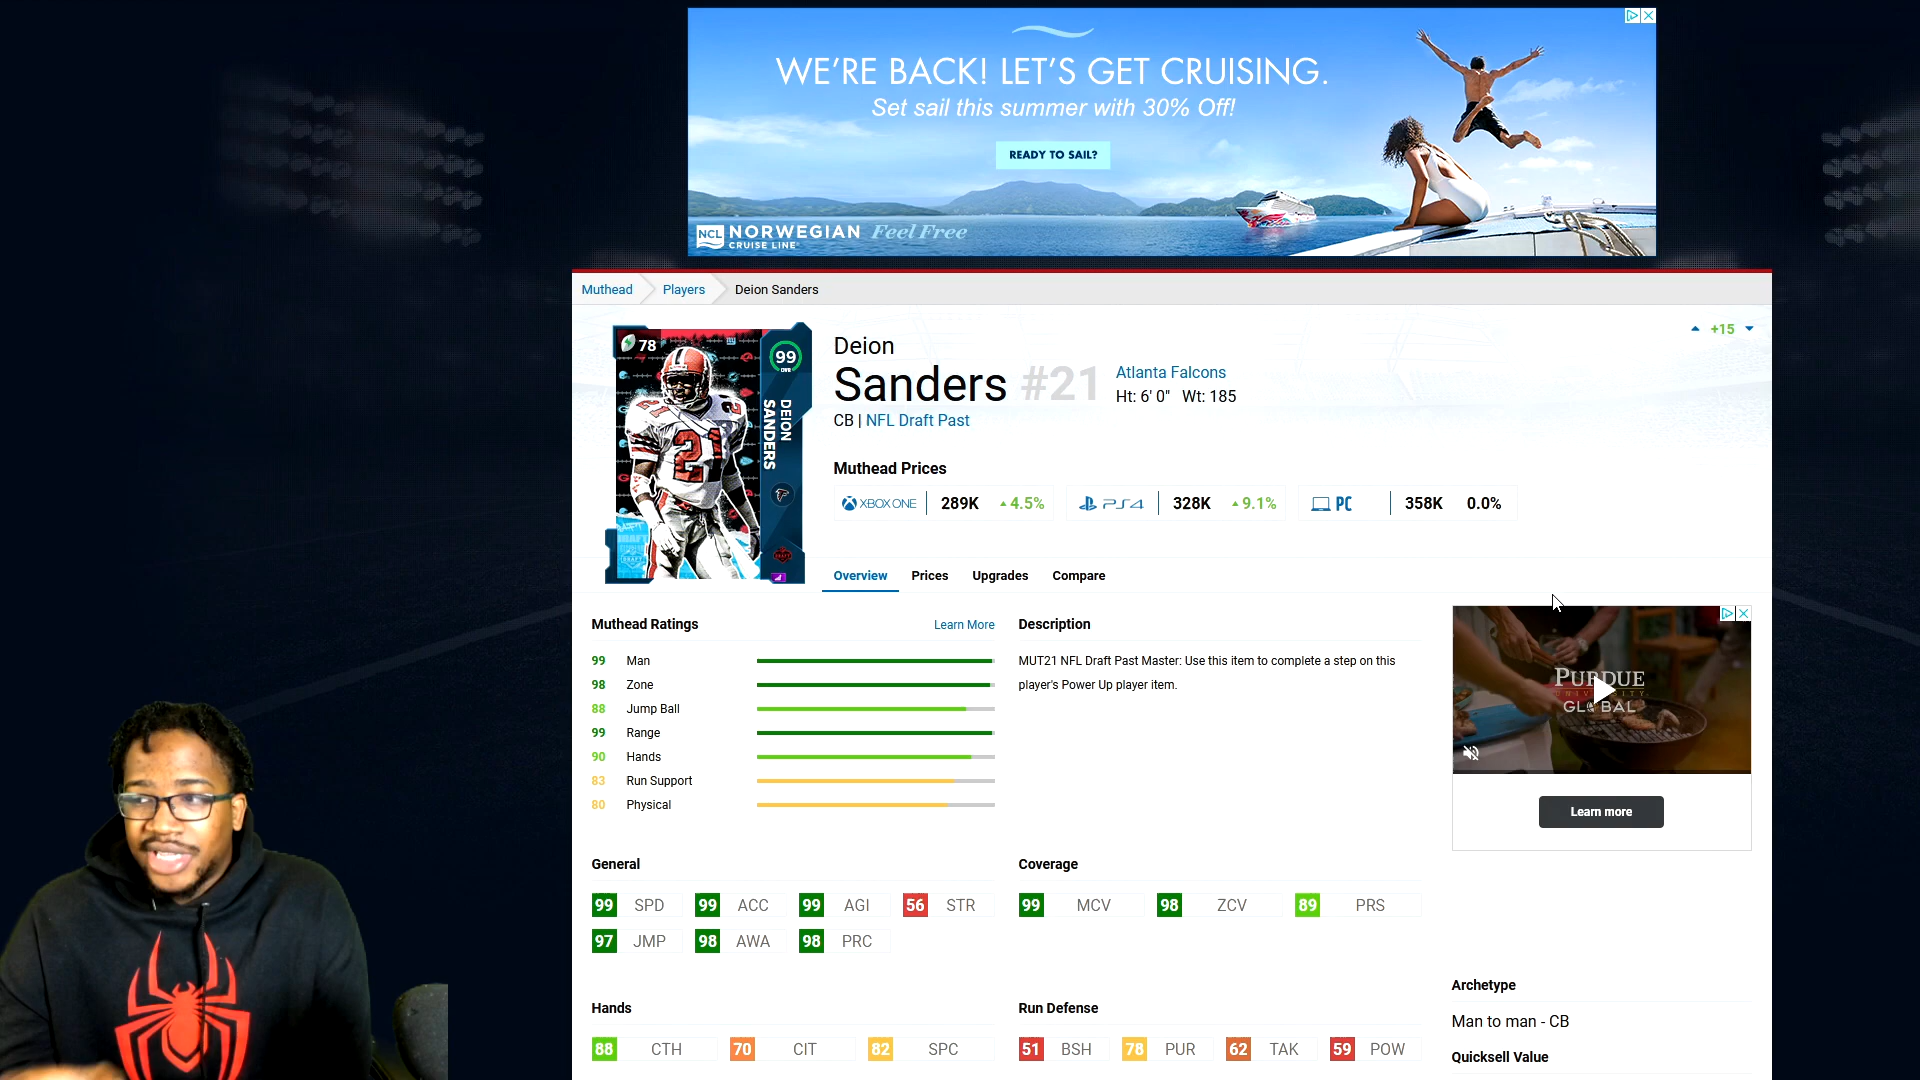 WE'RE BACK! LET'S GET CRUISING.
Set sail this summer with 30% Off!
READY TO SAIL?
NCL NORWEGIAN Feel Free
CRUISE LINE
Muthead Players Deion Sanders
78
99
OVR
DEION
SANDERS
Deion
Sanders #21
Atlanta Falcons
Ht: 6' 0" Wt: 185
CB | NFL Draft Past
+15
Muthead Prices
XBOX ONE 289K 4.5% PS4 328K 9.1% PC 358K 0.0%
Overview Prices Upgrades Compare
Muthead Ratings Learn More
99 Man
98 Zone
88 Jump Ball
99 Range
90 Hands
83 Run Support
80 Physical
Description
MUT21 NFL Draft Past Master: Use this item to complete a step on this
player's Power Up player item.
PURDUE
UNIVERSITY
GLOBAL
Learn more
General
99 SPD 99 ACC 99 AGI 56 STR
97 JMP 98 AWA 98 PRC
Coverage
99 MCV 98 ZCV 89 PRS
Hands
88 CTH 70 CIT 82 SPC
Run Defense
51 BSH 78 PUR 62 TAK 59 POW
Archetype
Man to man - CB
Quicksell Value